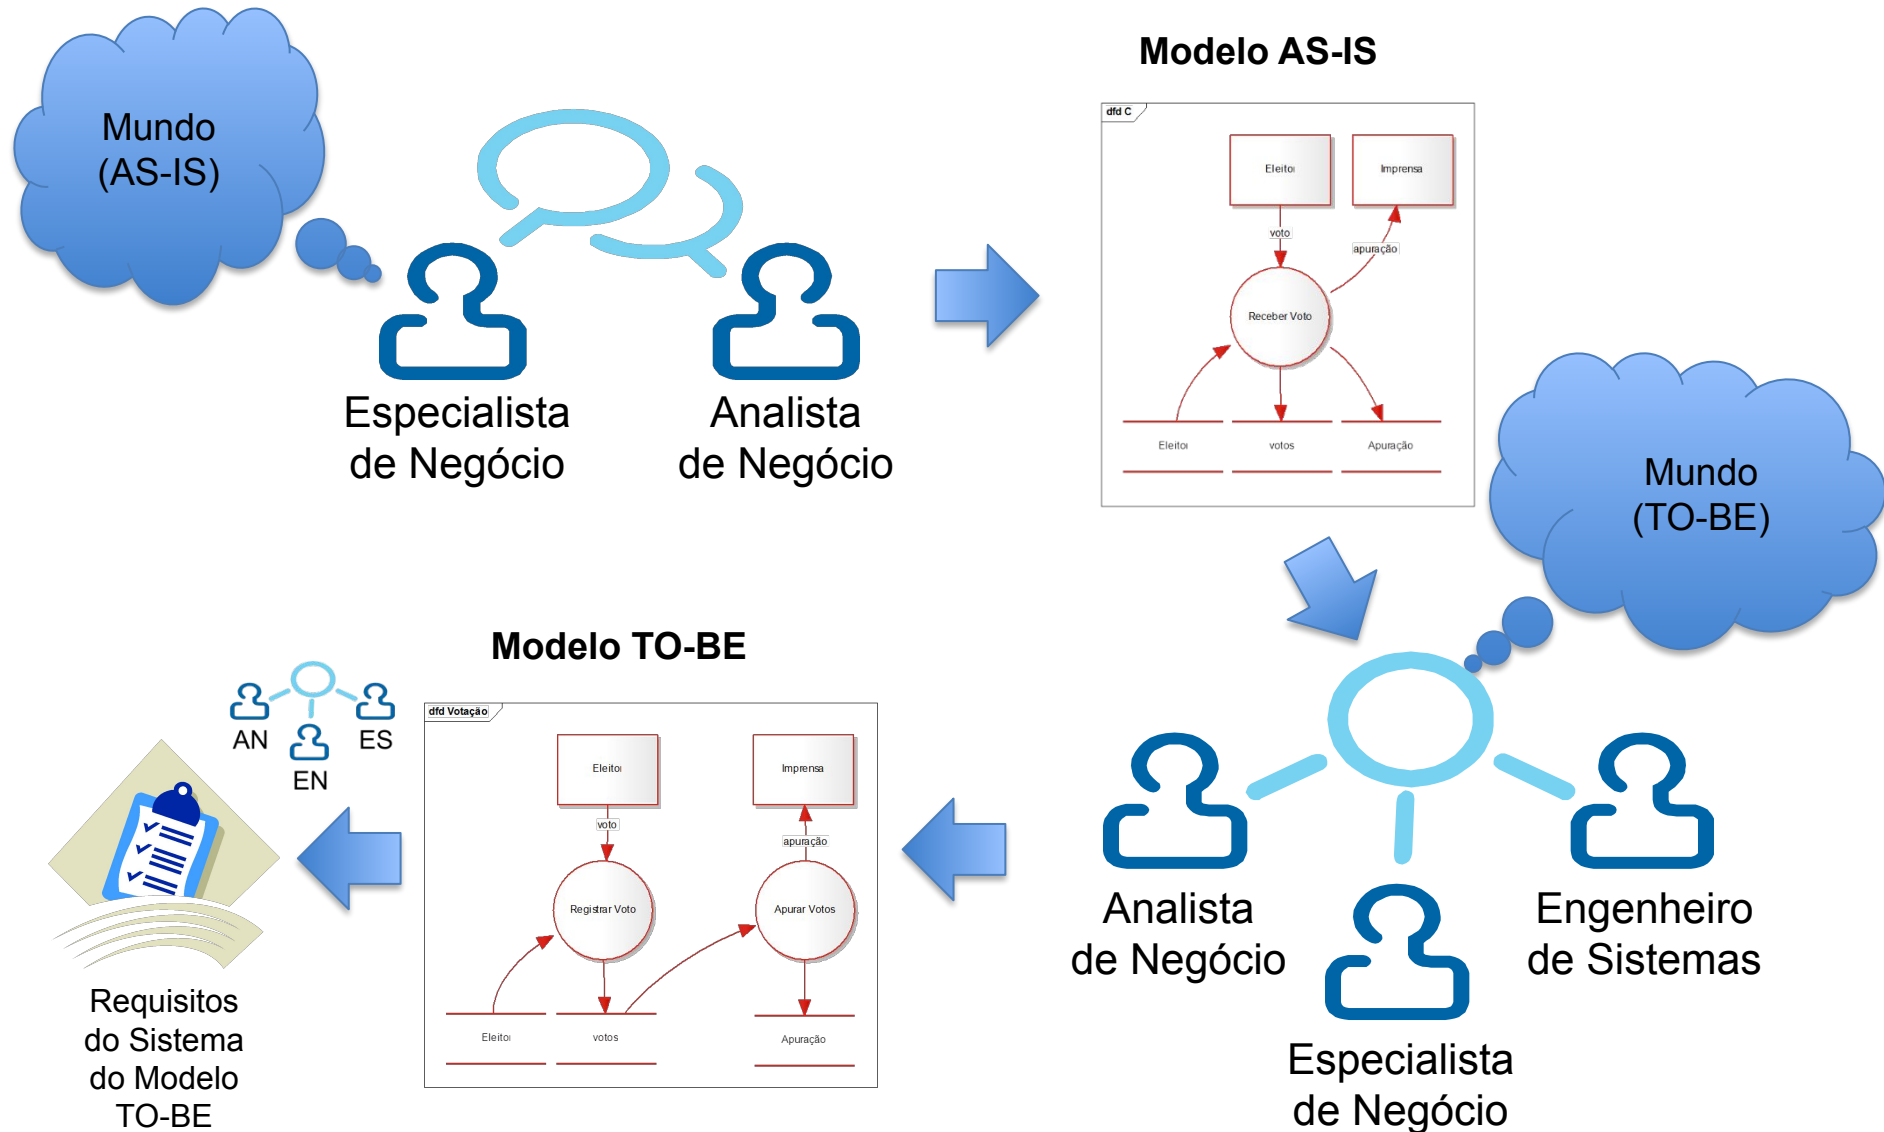 Mundo
(AS-IS)
Especialista
de Negócio
Analista
de Negócio
Modelo AS-IS
dfd C
Eleitor
Imprensa
voto
apuração
Receber Voto
Eleitor
votos
Apuração
Mundo
(TO-BE)
Analista
de Negócio
Especialista
de Negócio
Engenheiro
de Sistemas
Modelo TO-BE
dfd Votação
Eleitor
Imprensa
voto
apuração
Registrar Voto
Apurar Votos
Eleitor
votos
Apuração
AN
EN
ES
Requisitos
do Sistema
do Modelo
TO-BE